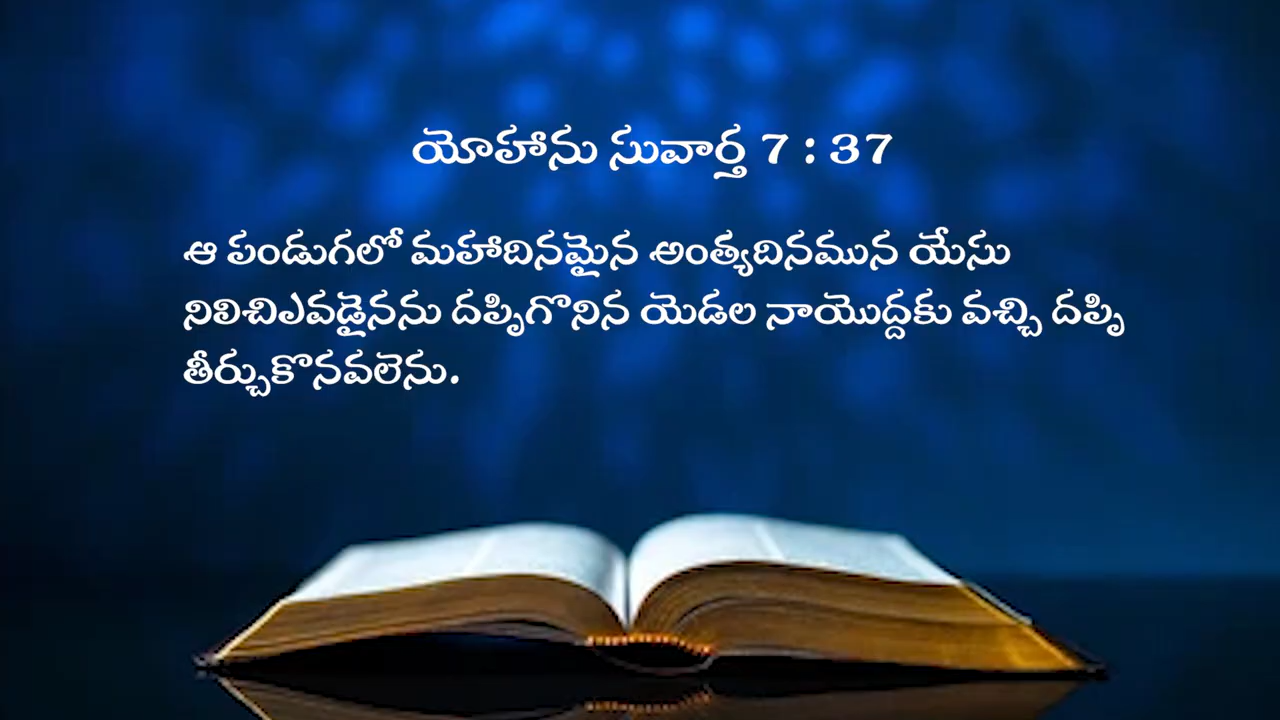 యోహాను సువార్త 7 : 37
ఆ పండుగలో మహాదినమైన అంత్యదినమున యేసు
నిలిచిఎవడైనను దప్పిగొనిన యెడల నాయొద్దకు వచ్చి దప్పి
తీర్చుకొనవలెను.